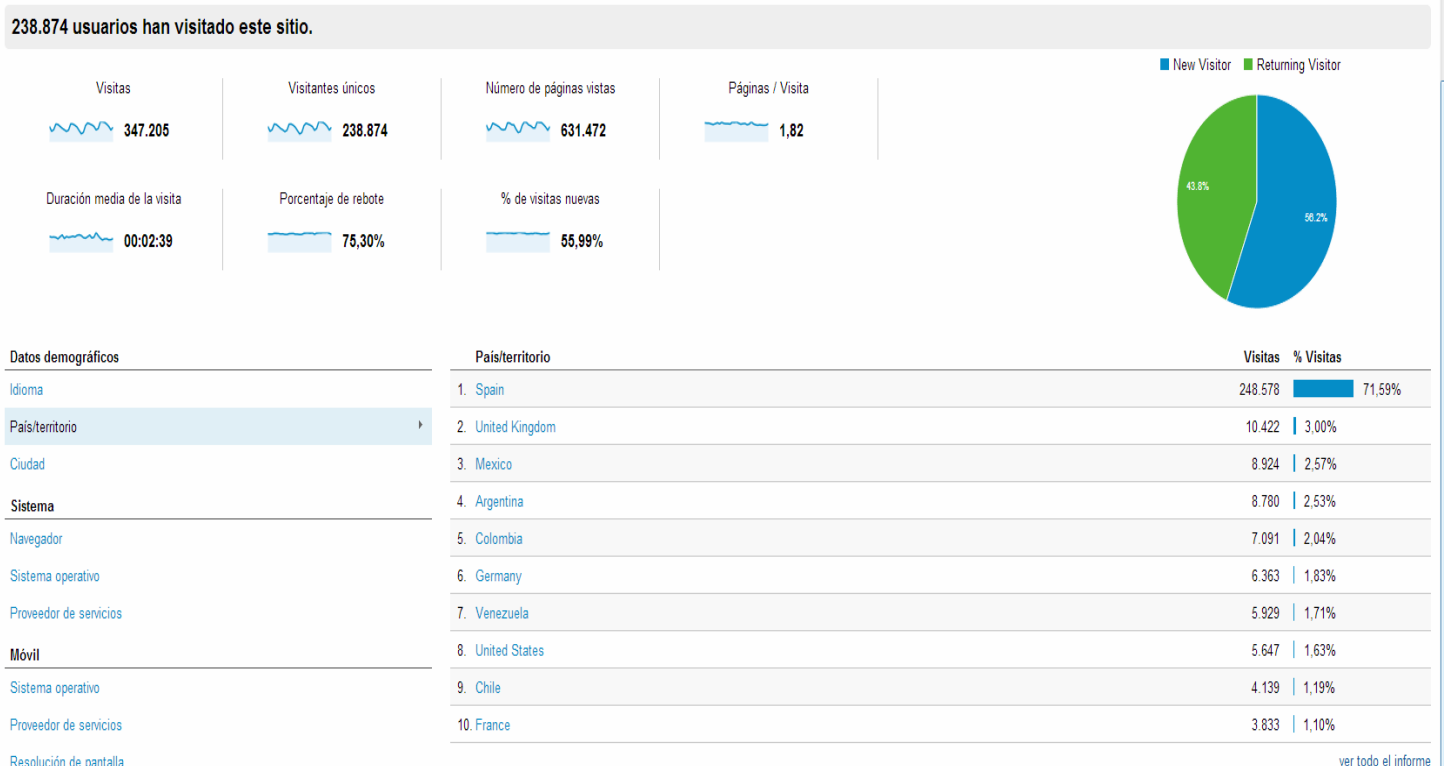 238.874 usuarios han visitado este sitio.
New Visitor Returning Visitor
Visitas Visitantes únicos Número de páginas vistas Páginas / Visita
347.205 238.874 631.472 1,82
43.8%
56.2%
Duración media de la visita Porcentaje de rebote % de visitas nuevas
00:02:39 75,30% 55,99%
Datos demográficos
Idioma
País/territorio
Ciudad
Sistema
Navegador
Sistema operativo
Proveedor de servicios
Móvil
Sistema operativo
Proveedor de servicios
Resolución de pantalla
País/territorio Visitas % Visitas
1. Spain 248.578 71,59%
2. United Kingdom 10.422 3,00%
3. Mexico 8.924 2,57%
4. Argentina 8.780 2,53%
5. Colombia 7.091 2,04%
6. Germany 6.363 1,83%
7. Venezuela 5.929 1,71%
8. United States 5.647 1,63%
9. Chile 4.139 1,19%
10. France 3.833 1,10%
ver todo el informe